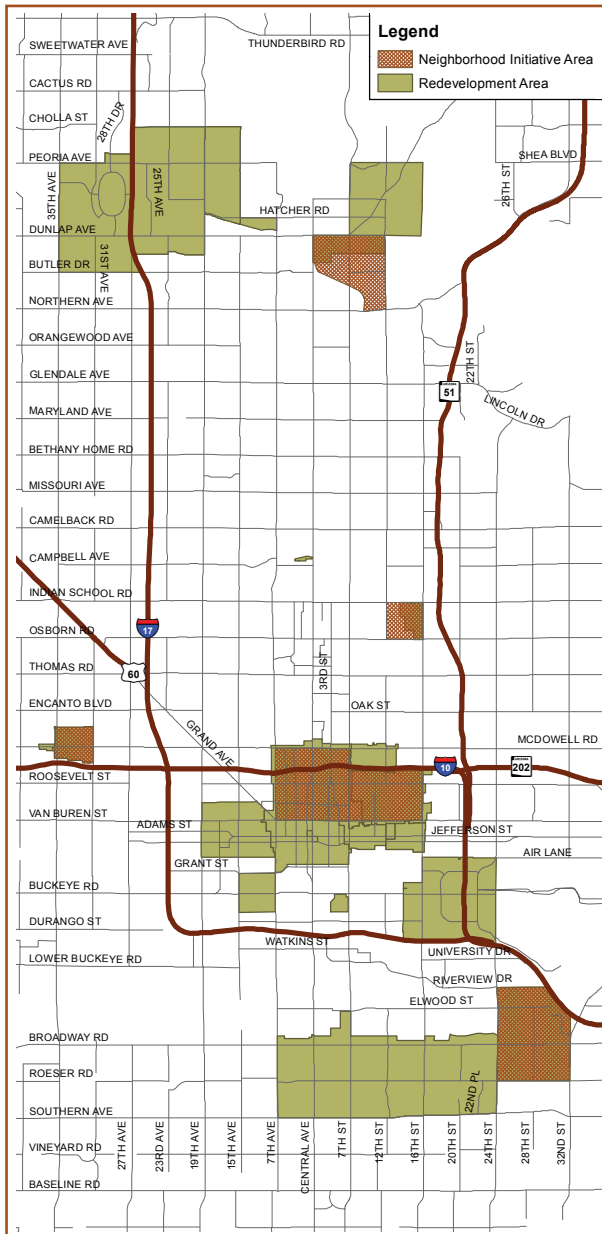 Legend
Neighborhood Initiative Area
Redevelopment Area
SWEETWATER AVE
THUNDERBIRD RD
CACTUS RD
CHOLLA ST
28TH DR
PEORIA AVE
SHEA BLVD
35TH AVE
25TH AVE
26TH ST
HATCHER RD
DUNLAP AVE
31ST AVE
BUTLER DR
NORTHERN AVE
ORANGEWOOD AVE
22TH ST
GLENDALE AVE
51
LINCOLN DR
MARYLAND AVE
BETHANY HOME RD
MISSOURI AVE
CAMELBACK RD
CAMPBELL AVE
INDIAN SCHOOL RD
OSBORN RD
17
3RD ST
THOMAS RD
60
ENCANTO BLVD
OAK ST
GRAND AVE
MCDOWELL RD
10
202
ROOSEVELT ST
VAN BUREN ST
ADAMS ST
JEFFERSON ST
GRANT ST
AIR LANE
BUCKEYE RD
DURANGO ST
WATKINS ST
UNIVERSITY DR
LOWER BUCKEYE RD
RIVERVIEW DR
ELWOOD ST
BROADWAY RD
ROESER RD
22ND PL
SOUTHERN AVE
27TH AVE
23RD AVE
19TH AVE
15TH AVE
7TH AVE
CENTRAL AVE
7TH ST
12TH ST
16TH ST
20TH ST
24TH ST
28TH ST
32ND ST
VINEYARD RD
BASELINE RD